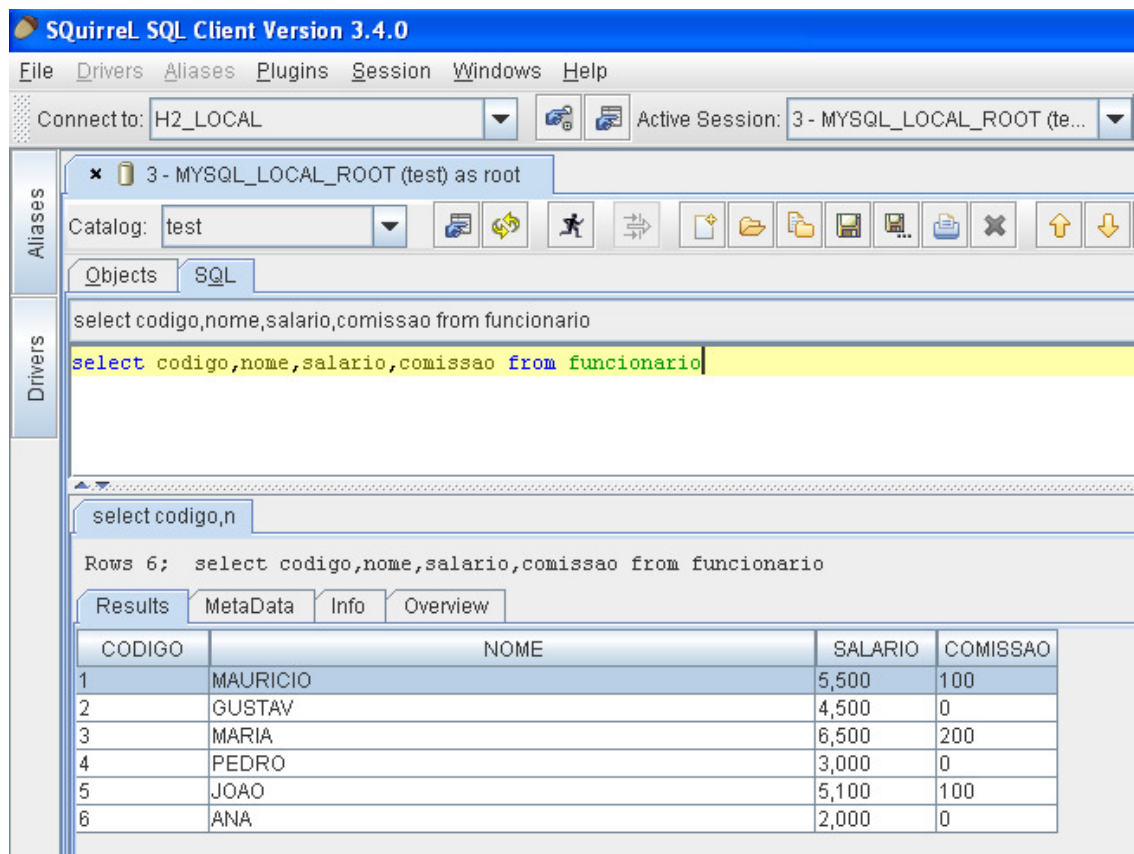 SQuirreL SQL Client Version 3.4.0
File Drivers Aliases Plugins Session Windows Help
Connect to: H2_LOCAL Active Session: 3 - MYSQL_LOCAL_ROOT (te...
Aliases
Drivers
3 - MYSQL_LOCAL_ROOT (test) as root
Catalog: test
Objects SQL
select codigo,nome,salario,comissao from funcionario
select codigo,nome,salario,comissao from funcionario
select codigo,n
Rows 6; select codigo,nome,salario,comissao from funcionario
Results MetaData Info Overview
CODIGO NOME SALARIO COMISSAO
1 MAURICIO 5,500 100
2 GUSTAV 4,500 0
3 MARIA 6,500 200
4 PEDRO 3,000 0
5 JOAO 5,100 100
6 ANA 2,000 0